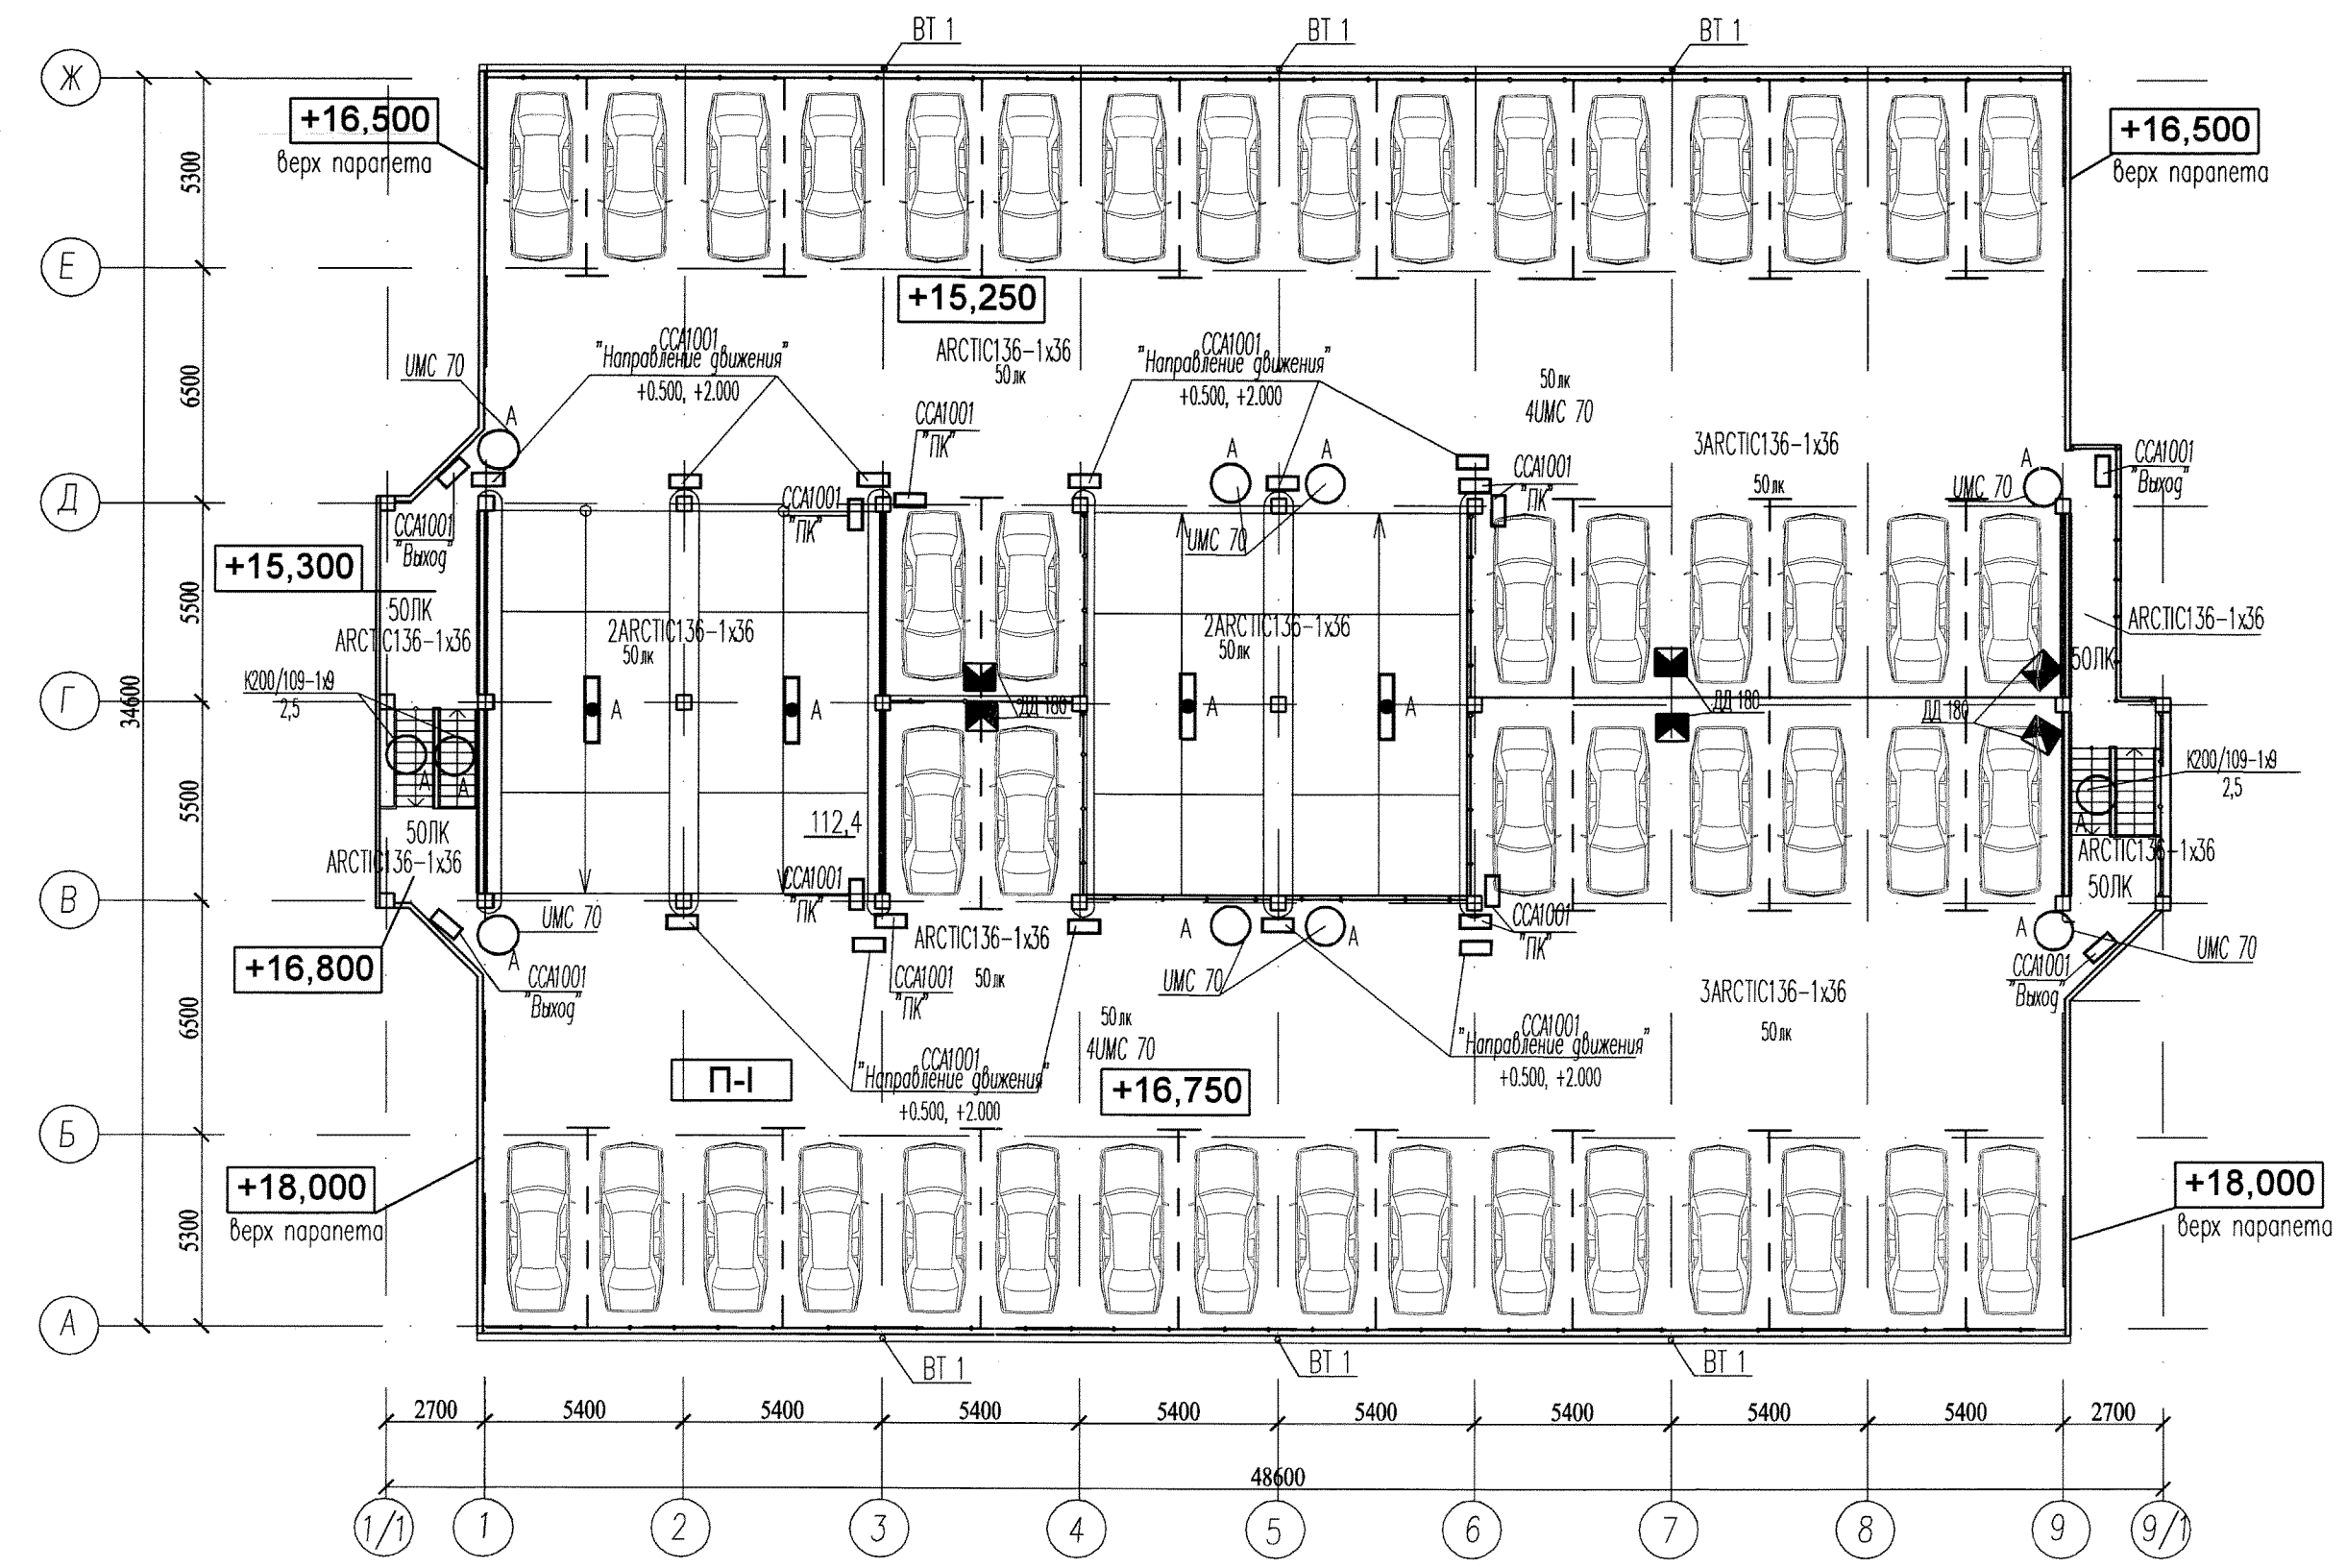 ВТ 1
ВТ 1
ВТ 1
Ж
+16,500
верх парапета
+16,500
верх парапета
5300
Е
+15,250
CCA1001
"Направление движения"
+0.500, +2.000
ARCTIC136-1x36
50лк
CCA1001
"Направление движения"
+0.500, +2.000
UMC 70
A
6500
50лк
4UMC 70
CCA1001
"ПК"
3ARCTIC136-1x36
50лк
A
A
A
UMC 70
CCA1001
"Выход"
Д
CCA1001
"ПК"
CCA1001
"ПК"
CCA1001
"Выход"
UMC 70
+15,300
5500
50ЛК
ARCTIC136-1x36
2ARCTIC136-1x36
50лк
2ARCTIC136-1x36
50лк
ARCTIC136-1x36
50ЛК
К200/109-1x9
2,5
Г
34600
A
A
ДД 180
A
A
ДД 180
ДД 180
К200/109-1x9
2,5
A
A
A
5500
50ЛК
ARCTIC136-1x36
112,4
ARCTIC136-1x36
50ЛК
В
CCA1001
"ПК"
UMC 70
A
ARCTIC136-1x36
50лк
A
A
CCA1001
"ПК"
A
UMC 70
+16,800
CCA1001
"Выход"
CCA1001
"ПК"
UMC 70
CCA1001
"Выход"
3ARCTIC136-1x36
50лк
6500
50лк
4UMC 70
CCA1001
"Направление движения"
+0.500, +2.000
П-I
CCA1001
"Направление движения"
+0.500, +2.000
+16,750
Б
+18,000
верх парапета
+18,000
верх парапета
5300
А
ВТ 1
ВТ 1
ВТ 1
2700
5400
5400
5400
5400
5400
5400
5400
5400
2700
48600
1/1
1
2
3
4
5
6
7
8
9
9/1